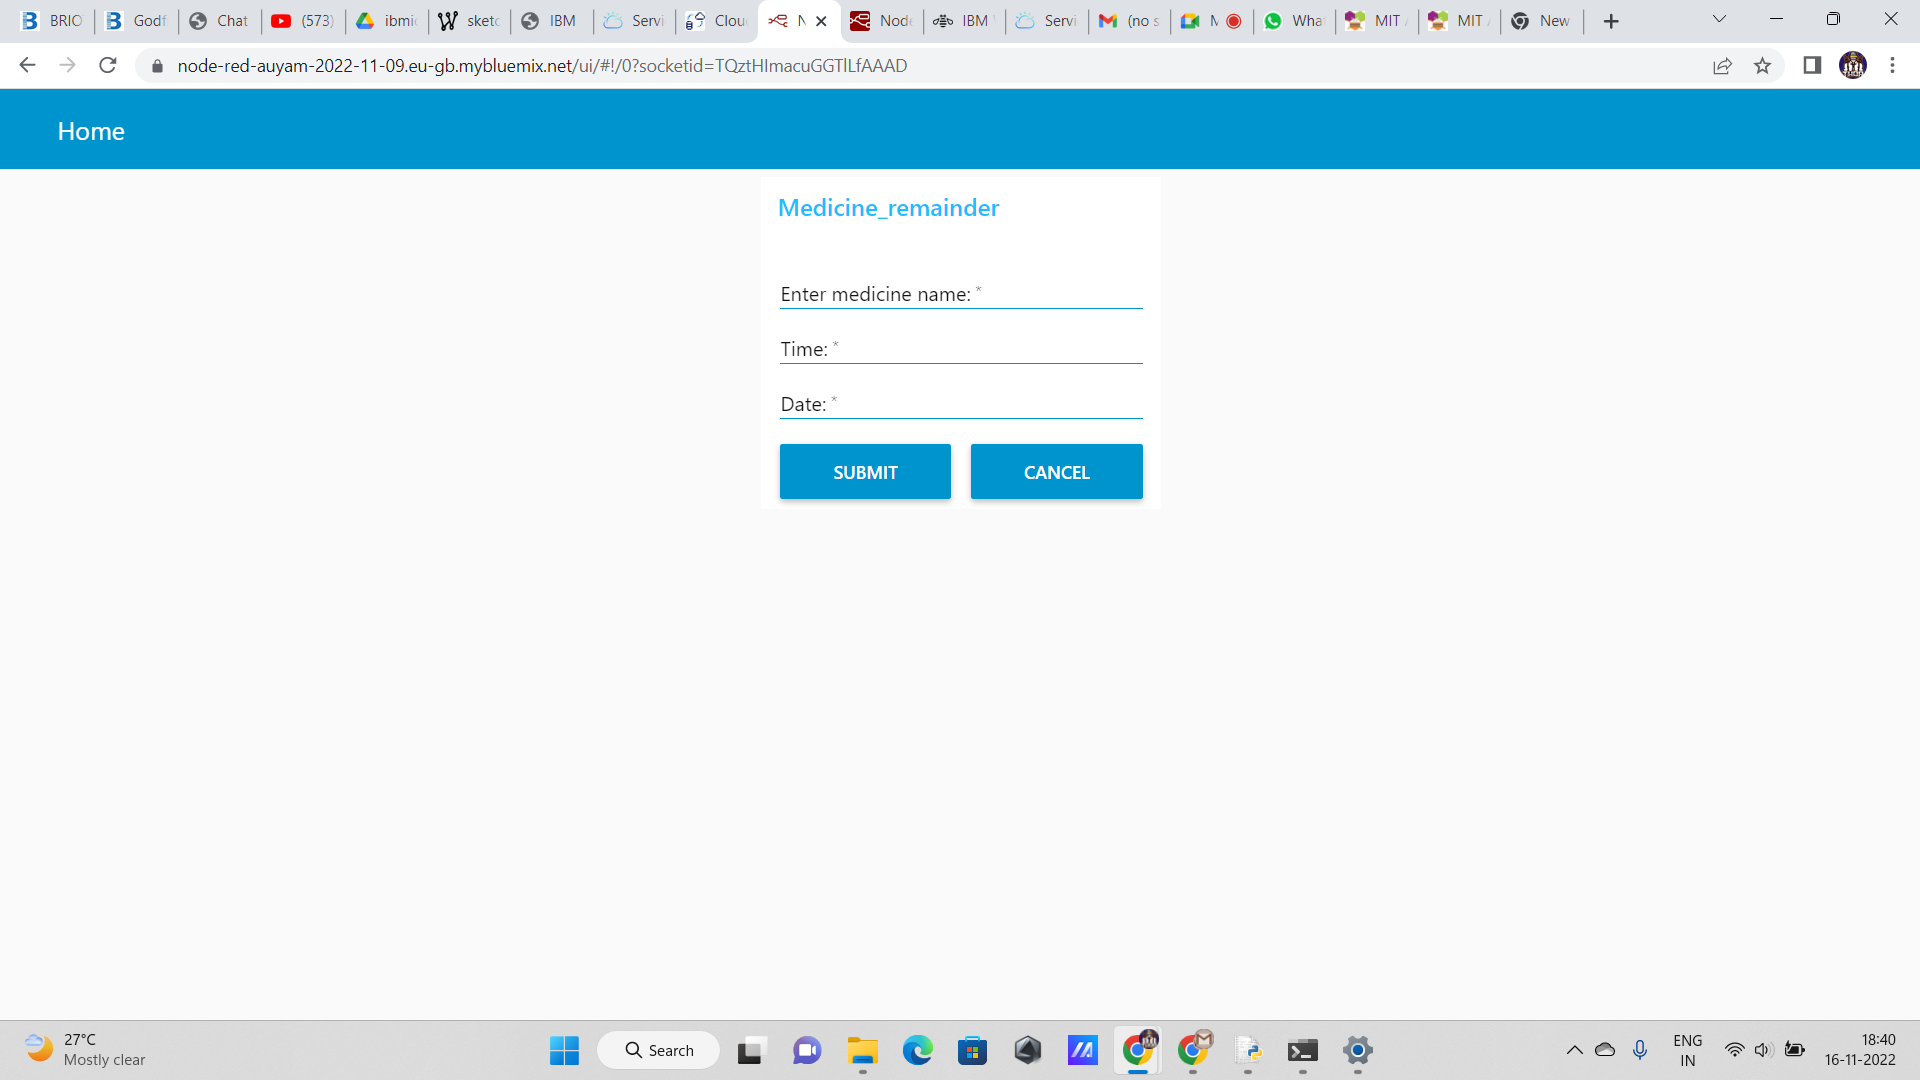 BRIO
Godf
Chat
(573)
ibmi
sketc
IBM
Servi
Clou
N
Node
IBM
Servi
(no s
M
What
MIT
MIT
New
node-red-auyam-2022-11-09.eu-gb.mybluemix.net/ui/#!/0?socketid=TQztHImacuGGTlLfAAAD
Home
Medicine_remainder
Enter medicine name: *
Time: *
Date: *
SUBMIT
CANCEL
27°C
Mostly clear
Search
ENG
IN
18:40
16-11-2022